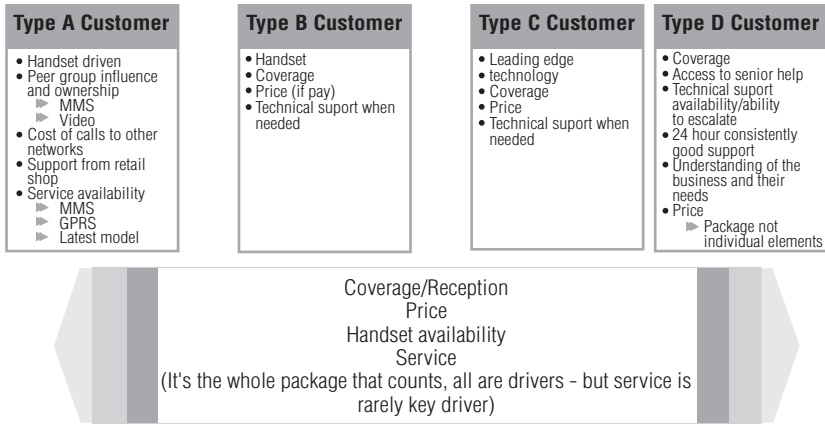 Type A Customer
• Handset driven
• Peer group influence
and ownership
MMS
Video
• Cost of calls to other
networks
• Support from retail
shop
• Service availability
MMS
GPRS
Latest model
Type B Customer
• Handset
• Coverage
• Price (if pay)
• Technical suport when
needed
Type C Customer
• Leading edge
• technology
• Coverage
• Price
• Technical suport when
needed
Type D Customer
• Coverage
• Access to senior help
• Technical suport
availability/ability
to escalate
• 24 hour consistently
good support
• Understanding of the
business and their
needs
• Price
Package not
individual elements
Coverage/Reception
Price
Handset availability
Service
(It's the whole package that counts, all are drivers - but service is
rarely key driver)